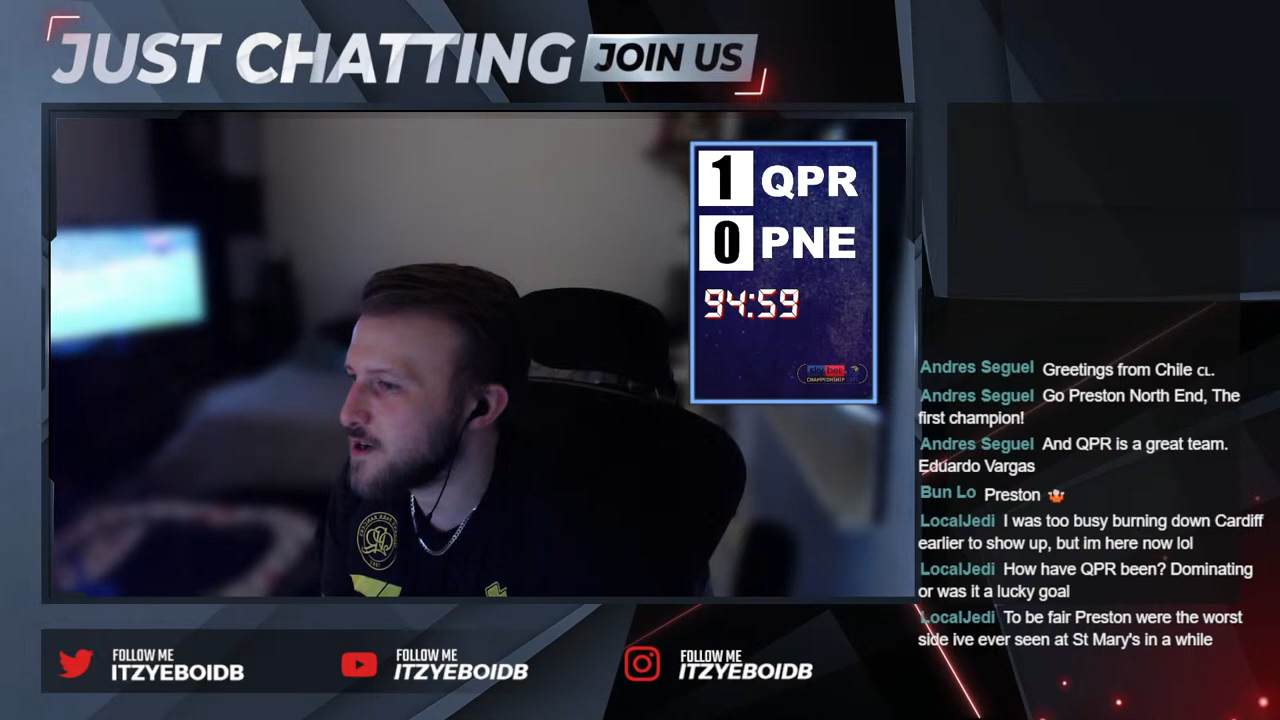 JUST CHATTING JOIN US
1 QPR
0 PNE
94:59
sky bet
CHAMPIONSHIP
Andres Seguel Greetings from Chile CL.
Andres Seguel Go Preston North End, The
first champion!
Andres Seguel And QPR is a great team.
Eduardo Vargas
Bun Lo Preston
LocalJedi I was too busy burning down Cardiff
earlier to show up, but im here now lol
LocalJedi How have QPR been? Dominating
or was it a lucky goal
LocalJedi To be fair Preston were the worst
side ive ever seen at St Mary's in a while
FOLLOW ME
ITZYEBOIDB
FOLLOW ME
ITZYEBOIDB
FOLLOW ME
ITZYEBOIDB